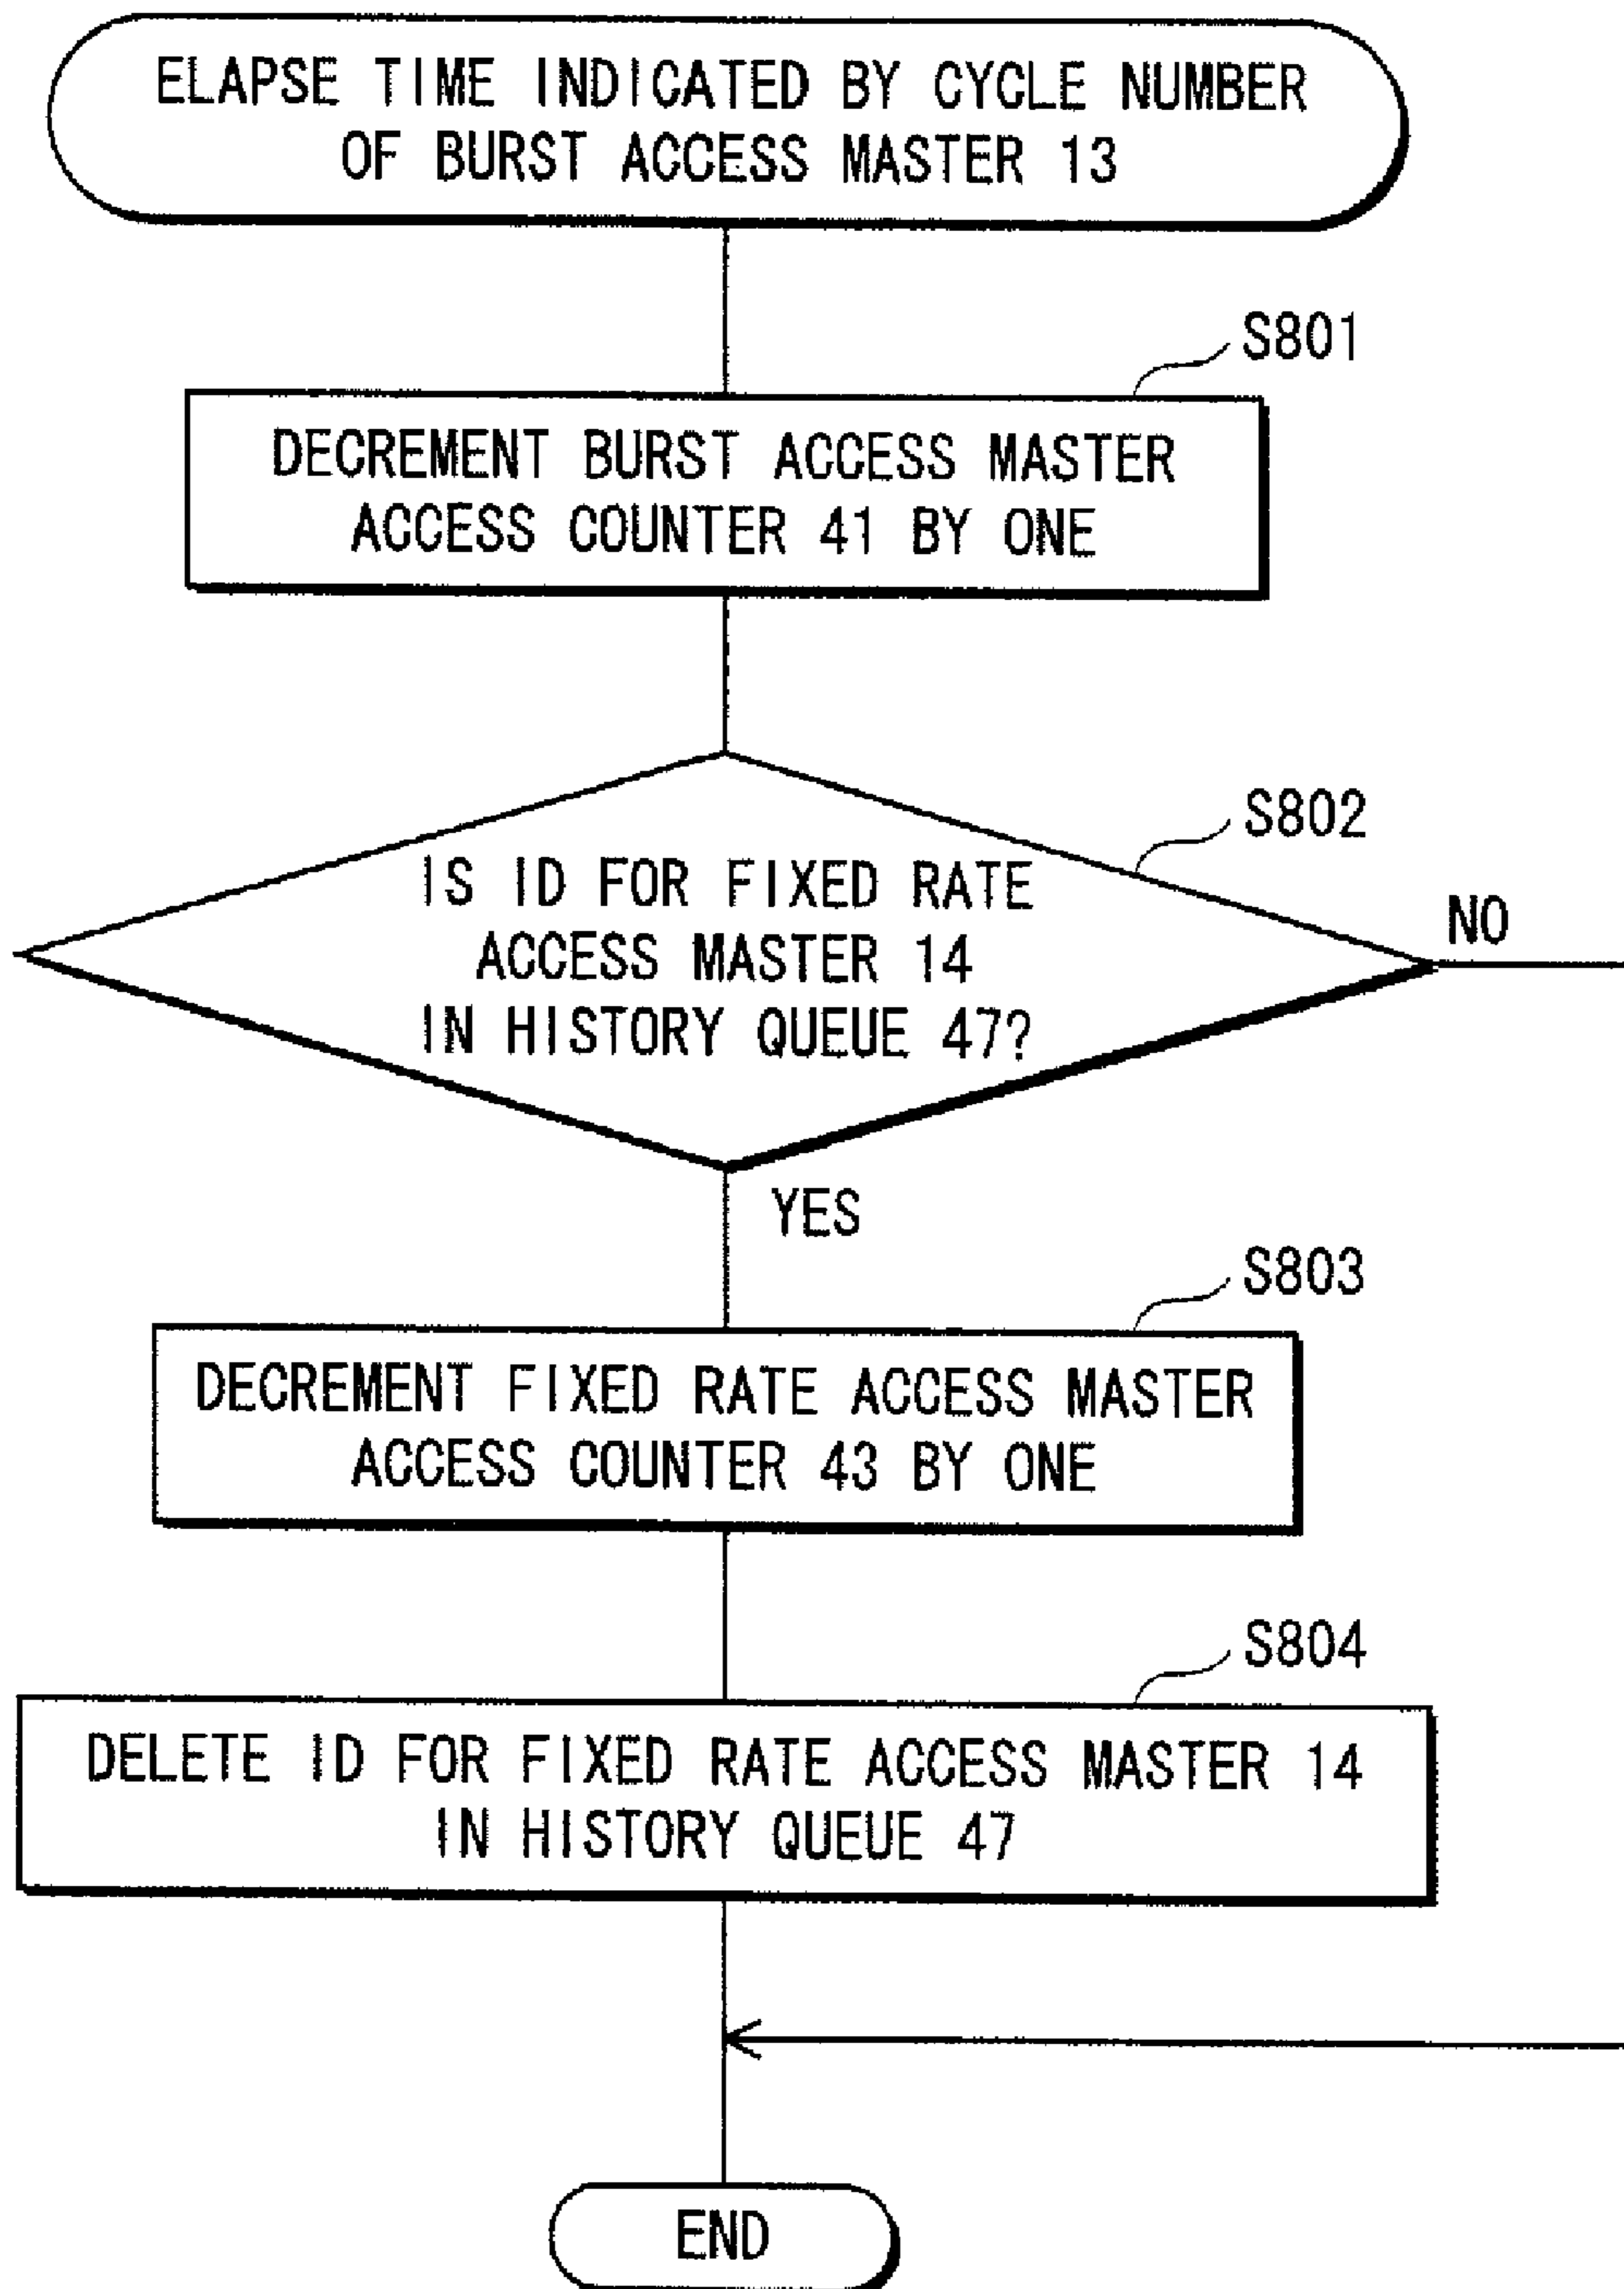 ELAPSE TIME INDICATED BY CYCLE NUMBER
OF BURST ACCESS MASTER 13
S801
DECREMENT BURST ACCESS MASTER
ACCESS COUNTER 41 BY ONE
S802
IS ID FOR FIXED RATE
ACCESS MASTER 14
IN HISTORY QUEUE 47?
NO
YES
S803
DECREMENT FIXED RATE ACCESS MASTER
ACCESS COUNTER 43 BY ONE
S804
DELETE ID FOR FIXED RATE ACCESS MASTER 14
IN HISTORY QUEUE 47
END